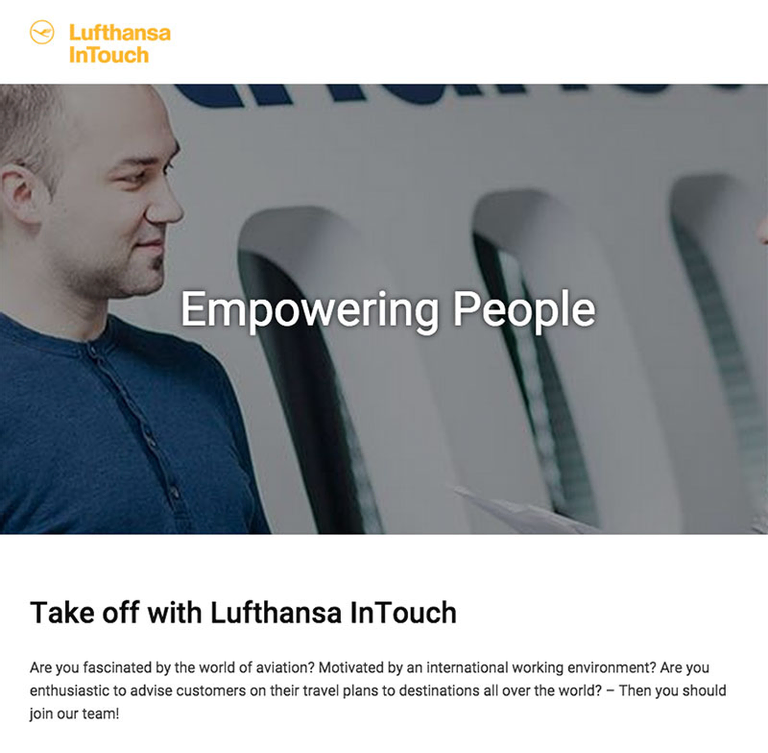 Lufthansa
InTouch
Empowering People
Take off with Lufthansa InTouch
Are you fascinated by the world of aviation? Motivated by an international working environment? Are you
enthusiastic to advise customers on their travel plans to destinations all over the world? – Then you should
join our team!